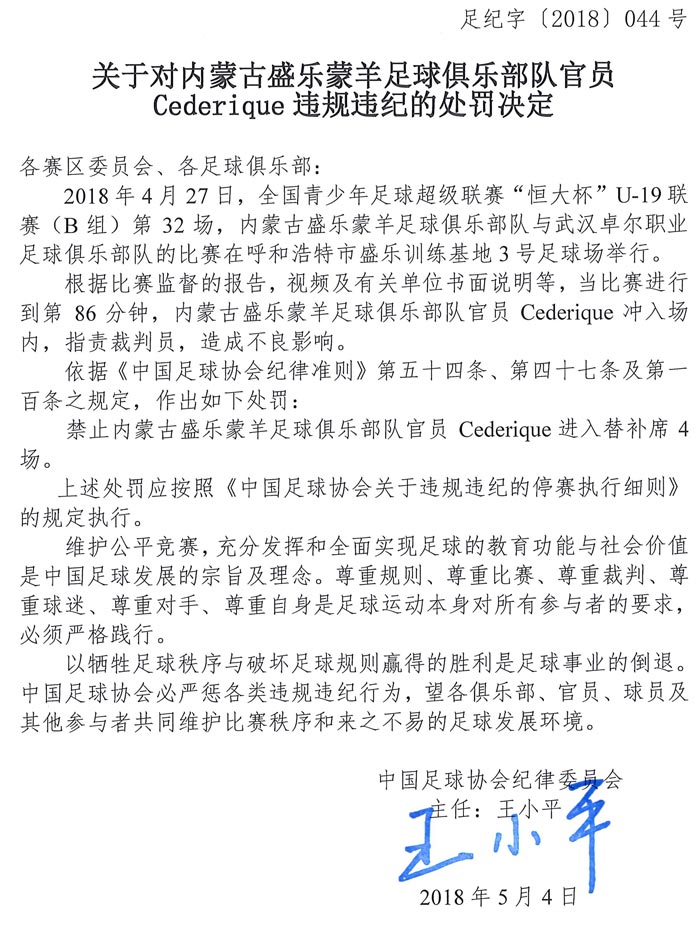 足纪字〔2018〕044号
关于对内蒙古盛乐蒙羊足球俱乐部队官员
Cederique 违规违纪的处罚决定
各赛区委员会、各足球俱乐部：
2018 年 4 月 27 日，全国青少年足球超级联赛“恒大杯”U-19 联
赛（B 组）第 32 场，内蒙古盛乐蒙羊足球俱乐部队与武汉卓尔职业
足球俱乐部队的比赛在呼和浩特市盛乐训练基地 3 号足球场举行。
根据比赛监督的报告，视频及有关单位书面说明等，当比赛进行
到第 86 分钟，内蒙古盛乐蒙羊足球俱乐部队官员 Cederique 冲入场
内，指责裁判员，造成不良影响。
依据《中国足球协会纪律准则》第五十四条、第四十七条及第一
百条之规定，作出如下处罚：
禁止内蒙古盛乐蒙羊足球俱乐部队官员 Cederique 进入替补席 4
场。
上述处罚应按照《中国足球协会关于违规违纪的停赛执行细则》
的规定执行。
维护公平竞赛，充分发挥和全面实现足球的教育功能与社会价值
是中国足球发展的宗旨及理念。尊重规则、尊重比赛、尊重裁判、尊
重球迷、尊重对手、尊重自身是足球运动本身对所有参与者的要求，
必须严格践行。
以牺牲足球秩序与破坏足球规则赢得的胜利是足球事业的倒退。
中国足球协会必严惩各类违规违纪行为，望各俱乐部、官员、球员及
其他参与者共同维护比赛秩序和来之不易的足球发展环境。
中国足球协会纪律委员会
主任：王小平
王小平
2018 年 5 月 4 日